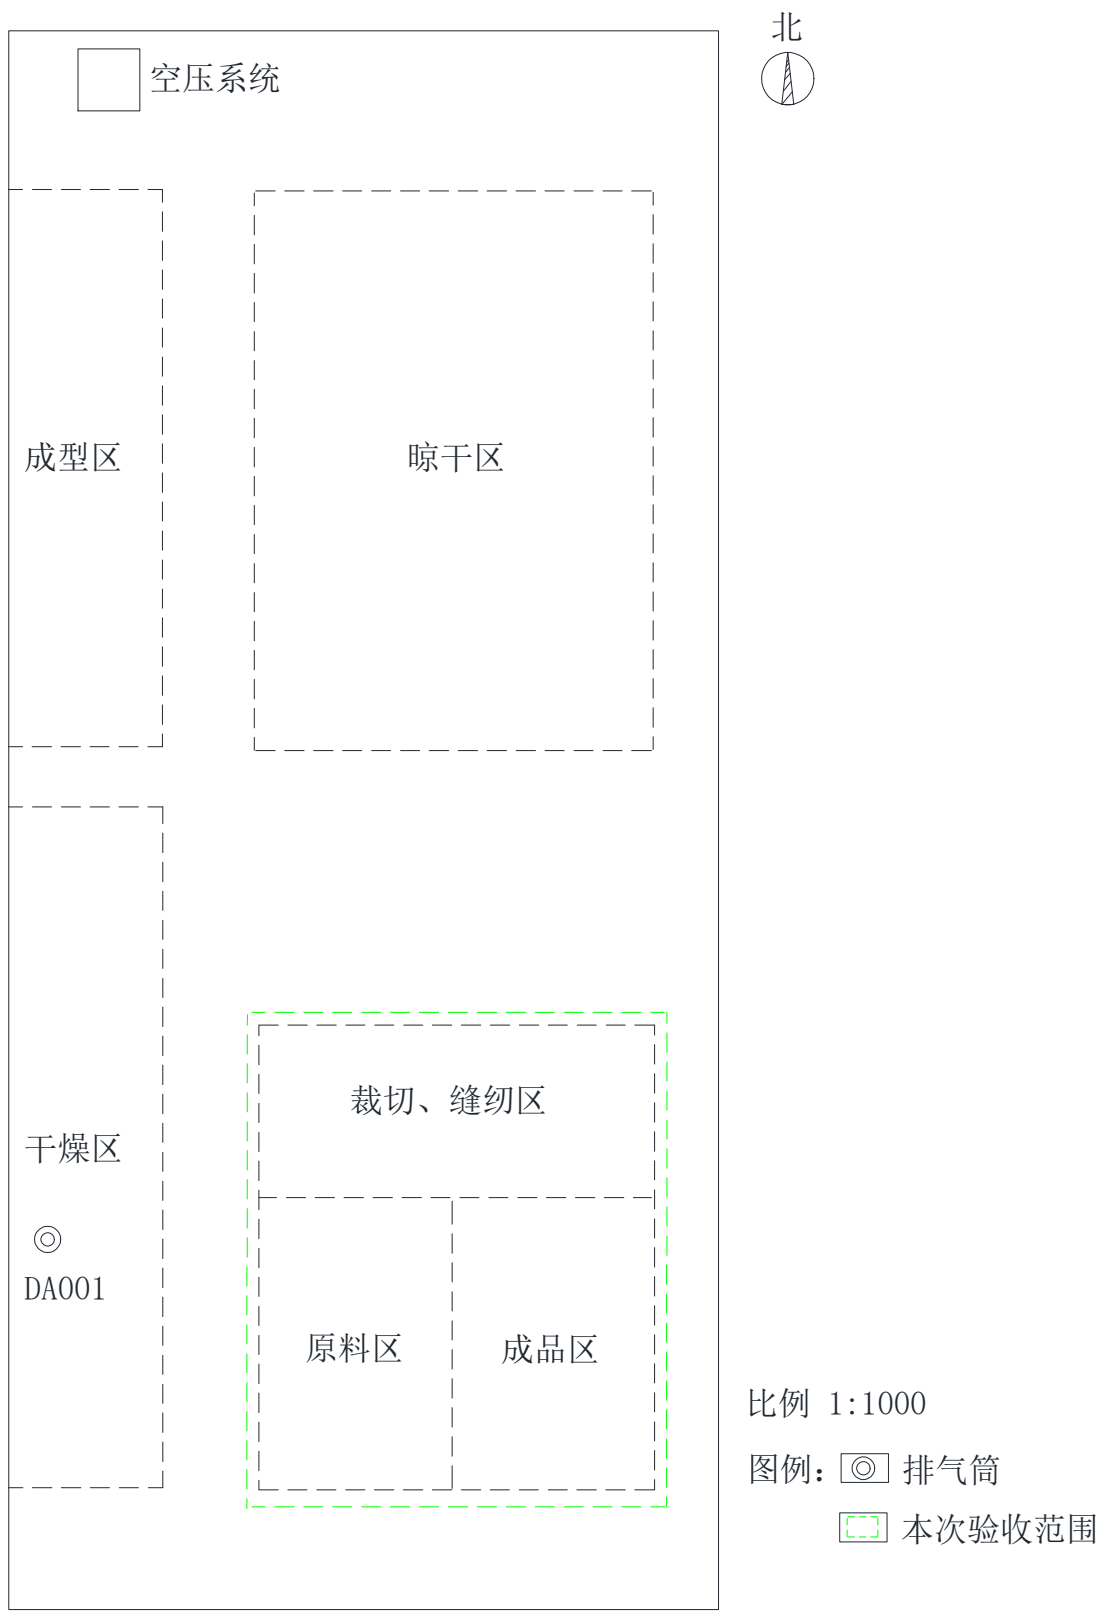 北
空压系统
成型区
晾干区
裁切、缝纫区
干燥区
DA001
原料区
成品区
比例 1:1000
图例: 排气筒
本次验收范围